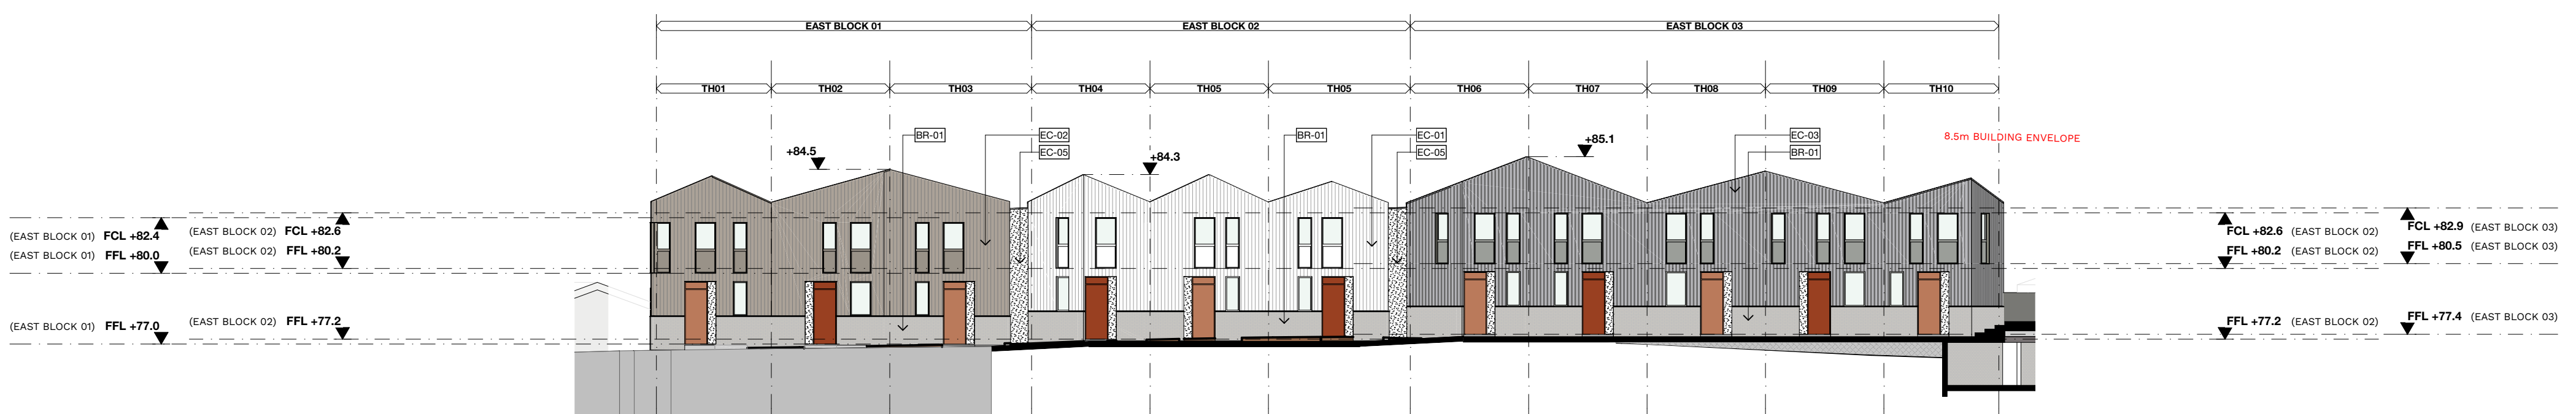 EAST BLOCK 01
EAST BLOCK 02
EAST BLOCK 03
TH01
TH02
TH03
TH04
TH05
TH05
TH06
TH07
TH08
TH09
TH10
BR-01
EC-02
EC-05
BR-01
EC-01
EC-05
EC-03
BR-01
+84.5
+84.3
+85.1
8.5m BUILDING ENVELOPE
(EAST BLOCK 01) FCL +82.4
(EAST BLOCK 01) FFL +80.0
(EAST BLOCK 01) FFL +77.0
(EAST BLOCK 02) FCL +82.6
(EAST BLOCK 02) FFL +80.2
(EAST BLOCK 02) FFL +77.2
FCL +82.6 (EAST BLOCK 02)
FFL +80.2 (EAST BLOCK 02)
FFL +77.2 (EAST BLOCK 02)
FCL +82.9 (EAST BLOCK 03)
FFL +80.5 (EAST BLOCK 03)
FFL +77.4 (EAST BLOCK 03)